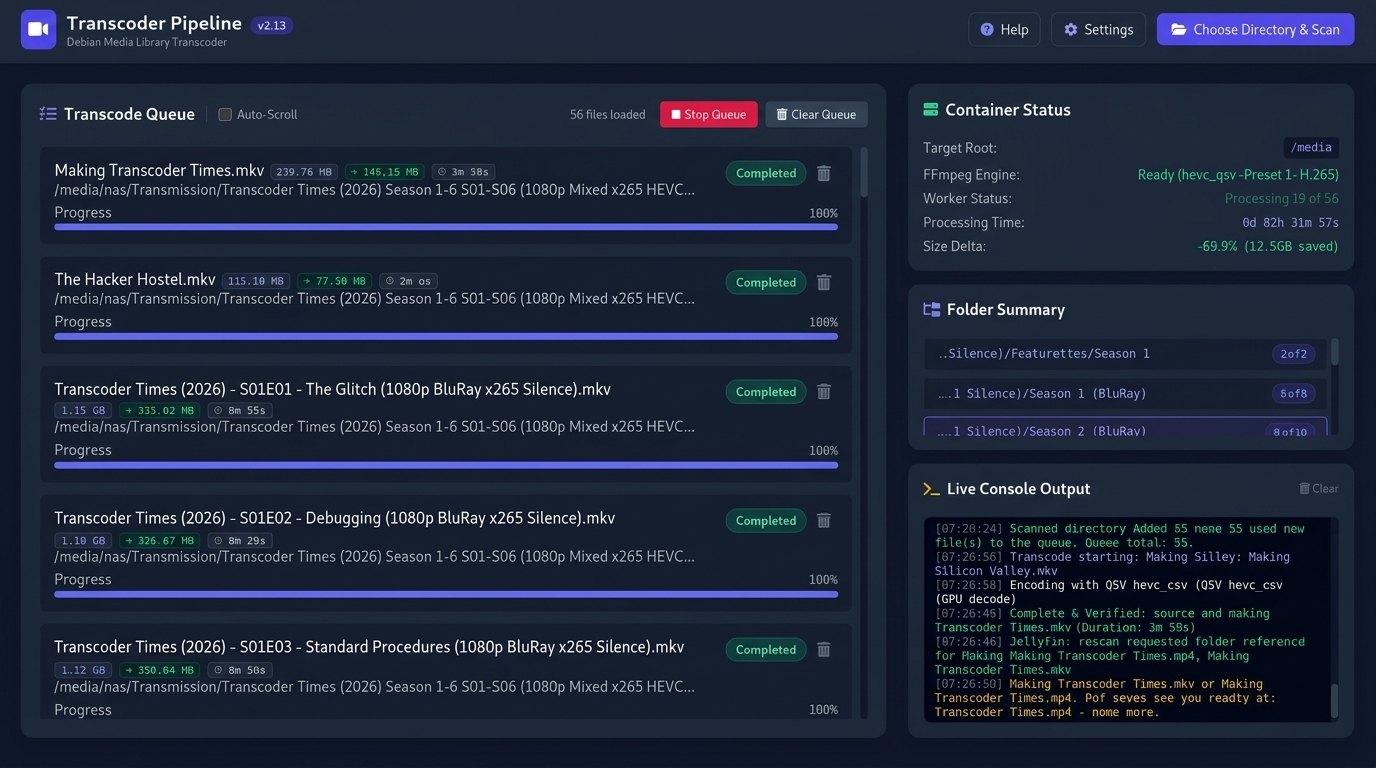 Transcoder Pipeline v2.13
Debian Media Library Transcoder
Help
Settings
Choose Directory & Scan
Transcode Queue
Auto-Scroll
56 files loaded
Stop Queue
Clear Queue
Making Transcoder Times.mkv 239.76 MB → 146,15 MB 3m 58s
Completed
/media/nas/Transmission/Transcoder Times (2026) Season 1-6 S01-S06 (1080p Mixed x265 HEVC...
Progress 100%
The Hacker Hostel.mkv 115.10 MB → 77.50 MB 2m os
Completed
/media/nas/Transmission/Transcoder Times (2026) Season 1-6 S01-S06 (1080p Mixed x265 HEVC...
Progress 100%
Transcoder Times (2026) - S01E01 - The Glitch (1080p BluRay x265 Silence).mkv
Completed
1.15 GB → 335.02 MB 8m 55s
/media/nas/Transmission/Transcoder Times (2026) Season 1-6 S01-S06 (1080p Mixed x265 HEVC...
Progress 100%
Transcoder Times (2026) - S01E02 - Debugging (1080p BluRay x265 Silence).mkv
Completed
1.10 GB → 326.67 MB 8m 29s
/media/nas/Transmission/Transcoder Times (2026) Season 1-6 S01-S06 (1080p Mixed x265 HEVC...
Progress 100%
Transcoder Times (2026) - S01E03 - Standard Procedures (1080p BluRay x265 Silence).mkv
Completed
1.12 GB → 350.64 MB 8m 50s
/media/nas/Transmission/Transcoder Times (2026) Season 1-6 S01-S06 (1080p Mixed x265 HEVC...
Progress 100%
Container Status
Target Root: /media
FFmpeg Engine: Ready (hevc_qsv -Preset 1- H.265)
Worker Status: Processing 19 of 56
Processing Time: 0d 82h 31m 57s
Size Delta: -69.9% (12.5GB saved)
Folder Summary
..Silence)/Featurettes/Season 1 2of2
....1 Silence)/Season 1 (BluRay) of8
....1 Silence)/Season 2 (BluRay) 8of10
Live Console Output
Clear
[07:20:24] Scanned directory Added 55 neme 55 used new
file(s) to the queue. Queee total: 55.
[07:26:56] Transcode starting: Making Silley: Making
Silicon Valley.mkv
[07:26:58] Encoding with QSV hevc_csv (QSV hevc_csv
(GPU decode)
[07:26:46] Complete & Verified: source and making
Transcoder Times.mkv (Duration: 3m 59s)
[07:26:46] Jellyfin: rescan requested folder reference
for Making Making Transcoder Times.mp4, Making
Transcoder Times.mkv
[07:26:50] Making Transcoder Times.mkv or Making
Transcoder Times.mp4. Pof seves see you readty at:
Transcoder Times.mp4 - nome more.